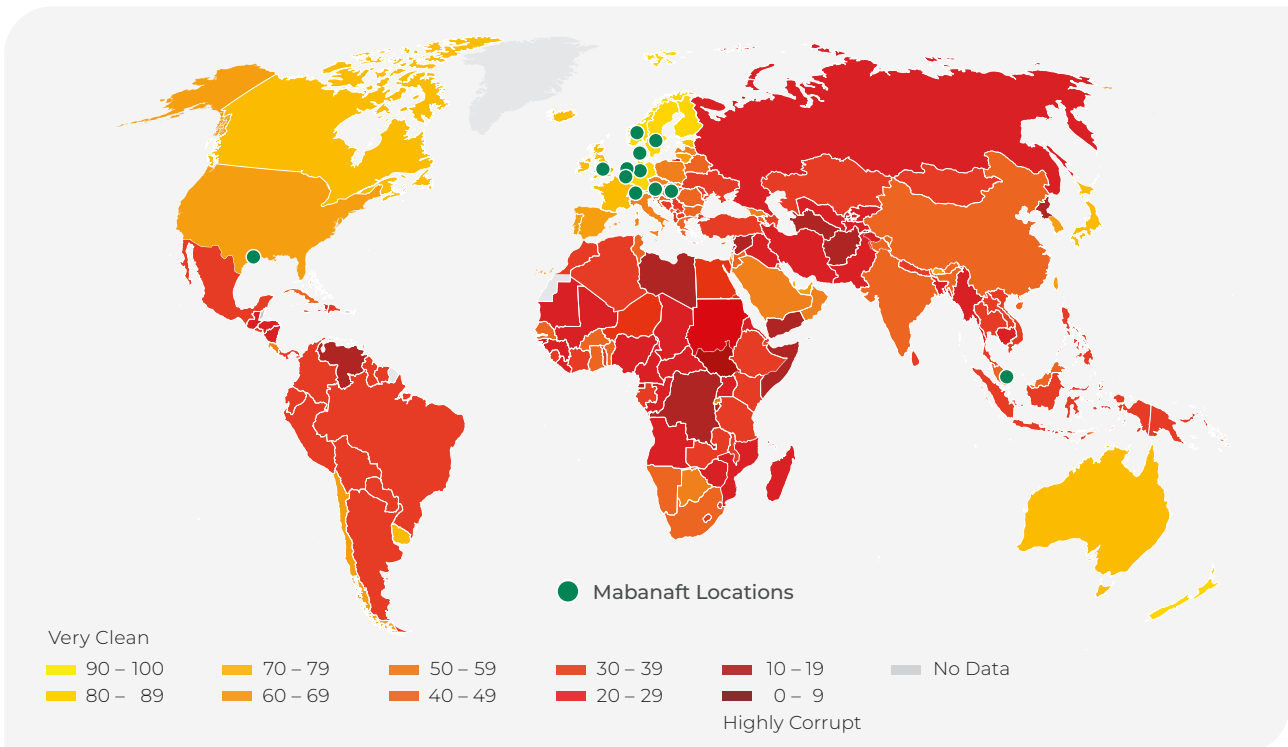 Mabanaft Locations
Very Clean
90 – 100
70 – 79
50 – 59
30 – 39
10 – 19
No Data
80 – 89
60 – 69
40 – 49
20 – 29
0 – 9
Highly Corrupt